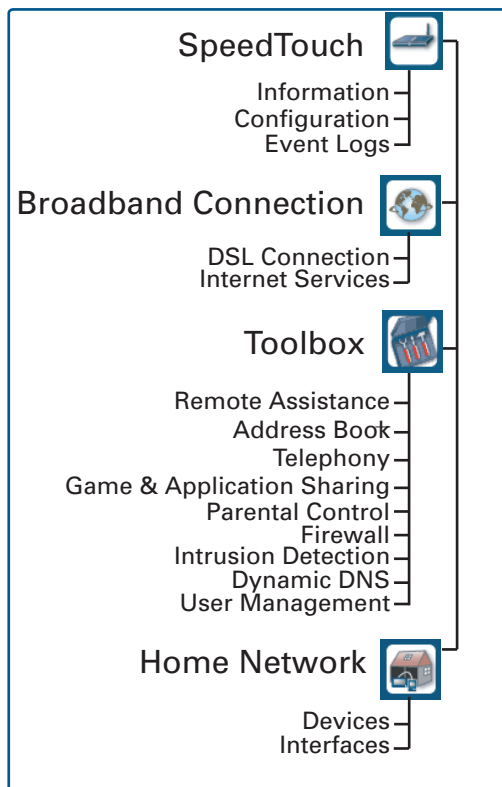 SpeedTouch
Information
Configuration
Event Logs
Broadband Connection
DSL Connection
Internet Services
Toolbox
Remote Assistance
Address Book
Telephony
Game & Application Sharing
Parental Control
Firewall
Intrusion Detection
Dynamic DNS
User Management
Home Network
Devices
Interfaces